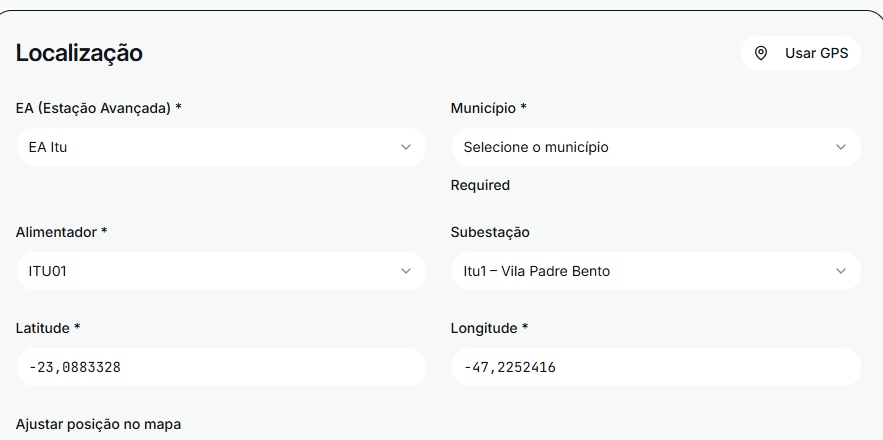 Localização
Usar GPS
EA (Estação Avançada) *
Município *
EA Itu
Selecione o município
Required
Alimentador *
Subestação
ITU01
Itu1 – Vila Padre Bento
Latitude *
Longitude *
-23,0883328
-47,2252416
Ajustar posição no mapa